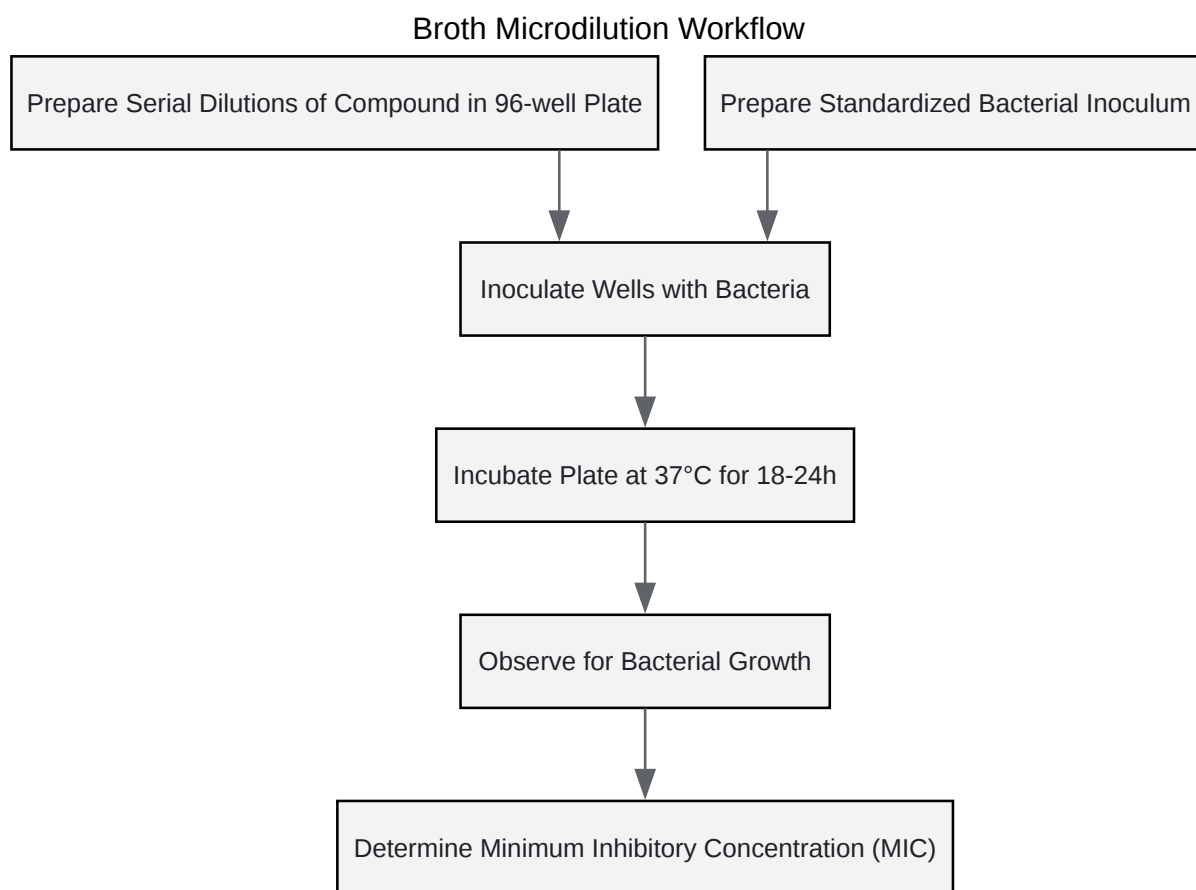 Broth Microdilution Workflow
Prepare Serial Dilutions of Compound in 96-well Plate
Prepare Standardized Bacterial Inoculum
Inoculate Wells with Bacteria
Incubate Plate at 37°C for 18-24h
Observe for Bacterial Growth
Determine Minimum Inhibitory Concentration (MIC)